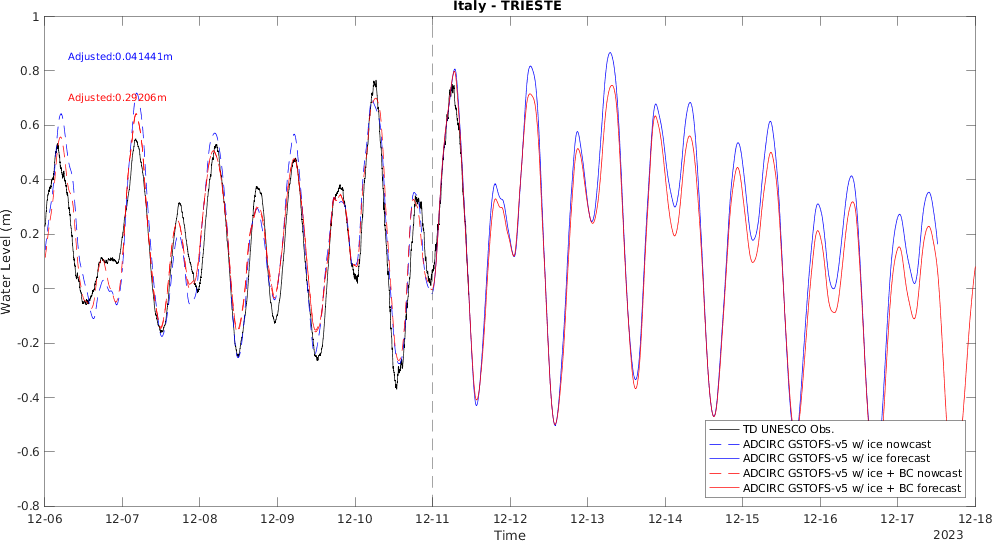 Italy - TRIESTE
1
0.8
0.6
0.4
0.2
0
-0.2
-0.4
-0.6
-0.8
Water Level (m)
Adjusted:0.041441m
Adjusted:0.29206m
TD UNESCO Obs.
ADCIRC GSTOFS-v5 w/ ice nowcast
ADCIRC GSTOFS-v5 w/ ice forecast
ADCIRC GSTOFS-v5 w/ ice + BC nowcast
ADCIRC GSTOFS-v5 w/ ice + BC forecast
12-06 12-07 12-08 12-09 12-10 12-11 12-12 12-13 12-14 12-15 12-16 12-17 12-18
Time
2023